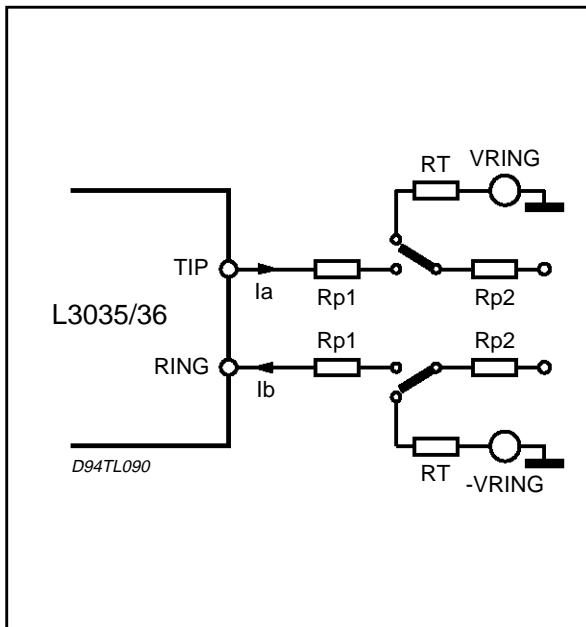 RT VRING
TIP
Ia
Rp1
Rp2
L3035/36
RING
Ib
Rp1
Rp2
RT
-VRING
D94TL090